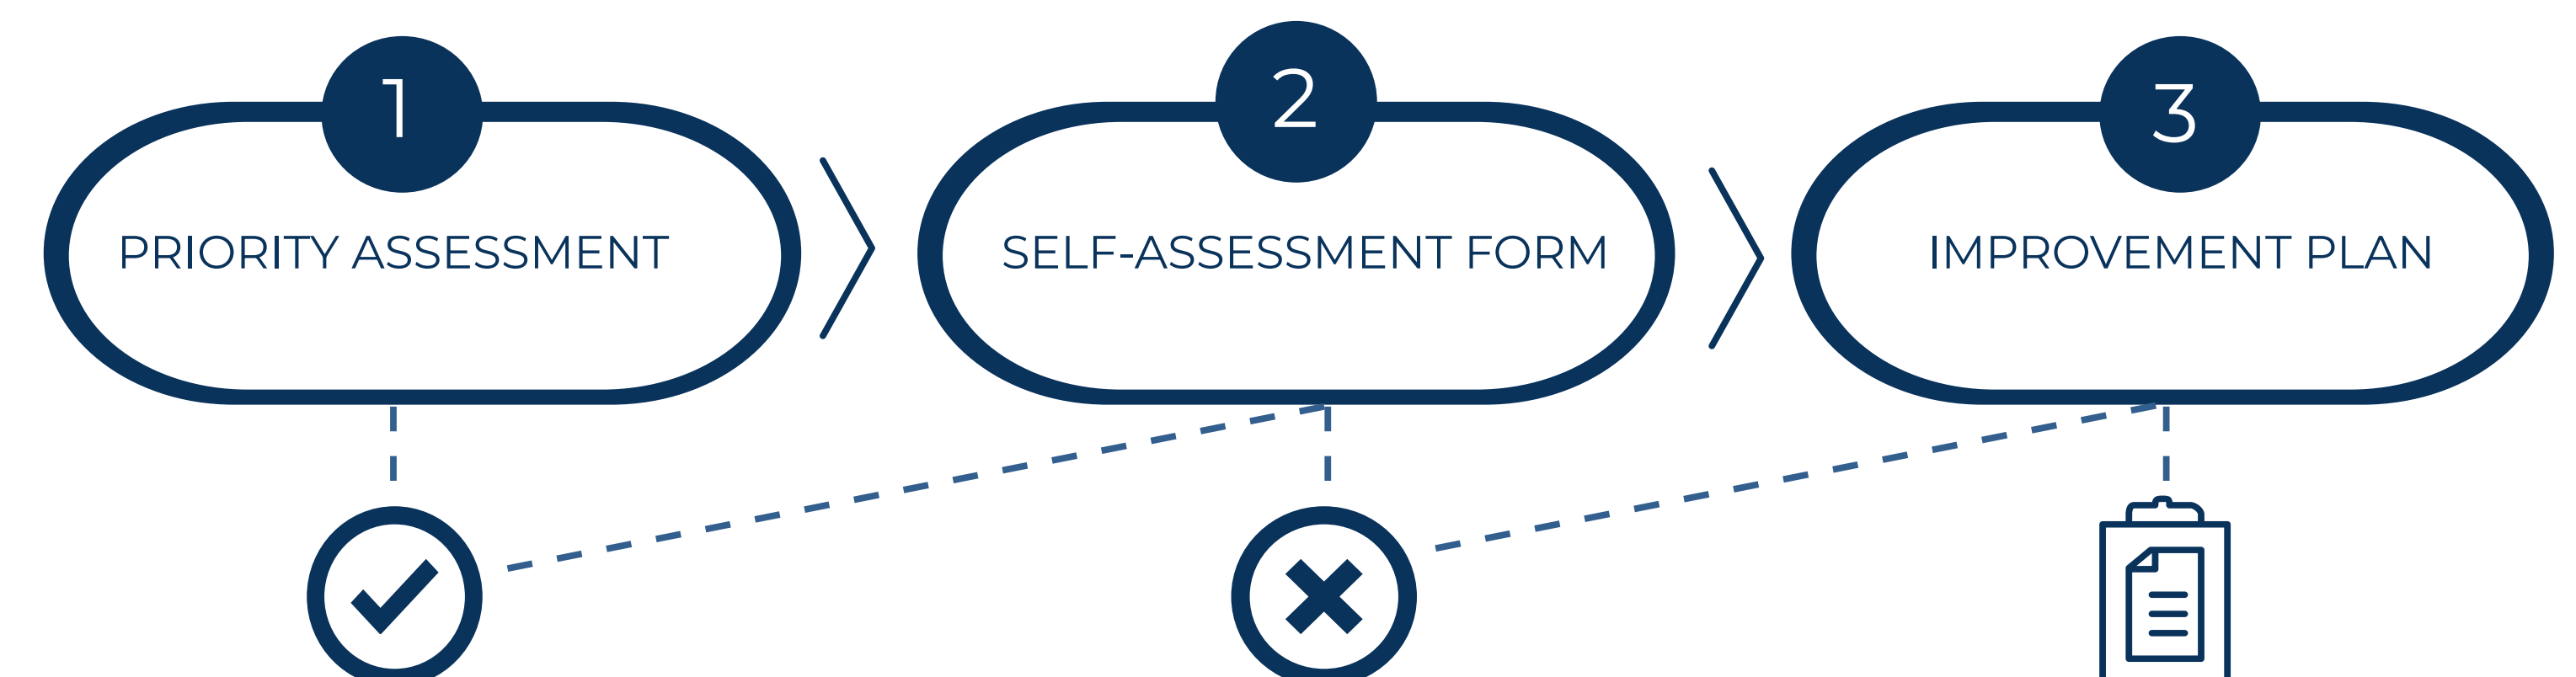 1
2
3
PRIORITY ASSESSMENT
SELF-ASSESSMENT FORM
IMPROVEMENT PLAN